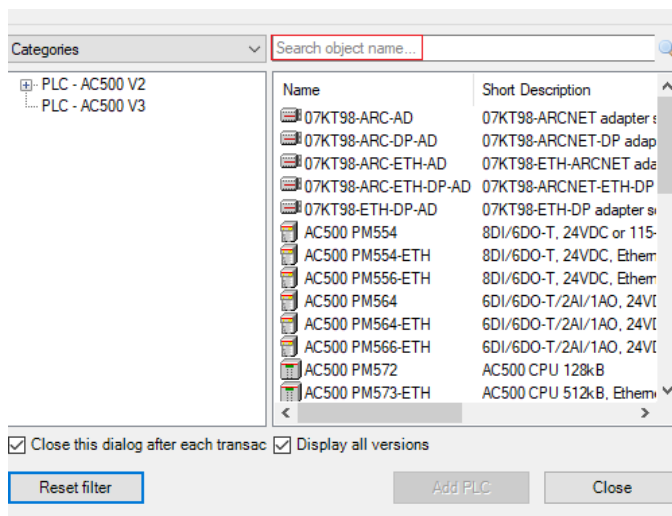 Categories
Search object name...
PLC - AC500 V2
PLC - AC500 V3
Name Short Description
07KT98-ARC-AD 07KT98-ARCNET adapter s
07KT98-ARC-DP-AD 07KT98-ARCNET-DP adap
07KT98-ARC-ETH-AD 07KT98-ETH-ARCNET ada
07KT98-ARC-ETH-DP-AD 07KT98-ARCNET-ETH-DP
07KT98-ETH-DP-AD 07KT98-ETH-DP adapter so
AC500 PM554 8DI/6DO-T, 24VDC or 115-
AC500 PM554-ETH 8DI/6DO-T, 24VDC, Ethern
AC500 PM556-ETH 8DI/6DO-T, 24VDC, Ethern
AC500 PM564 6DI/6DO-T/2AI/1AO, 24VD
AC500 PM564-ETH 6DI/6DO-T/2AI/1AO, 24VD
AC500 PM566-ETH 6DI/6DO-T/2AI/1AO, 24VD
AC500 PM572 AC500 CPU 128kB
AC500 PM573-ETH AC500 CPU 512kB, Etherne
Close this dialog after each transac Display all versions
Reset filter Add PLC Close